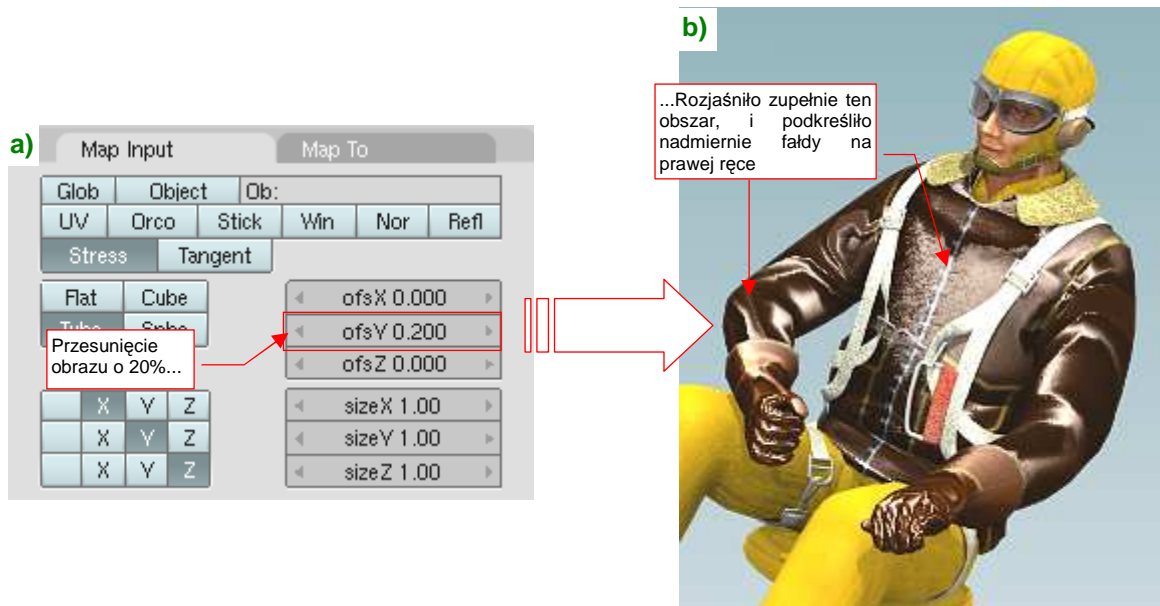 a)
Map Input
Map To
Glob Object Ob:
UV Orco Stick Win Nor Refl
Stress Tangent
Flat Cube
ofsX 0.000
Tube Sphe
ofsY 0.200
Przesunięcie
obrazu o 20%...
ofsZ 0.000
X Y Z
sizeX 1.00
X Y Z
sizeY 1.00
X Y Z
sizeZ 1.00
b)
...Rozjaśniło zupełnie ten
obszar, i podkreśliło
nadmiernie fałdy na
prawej ręce